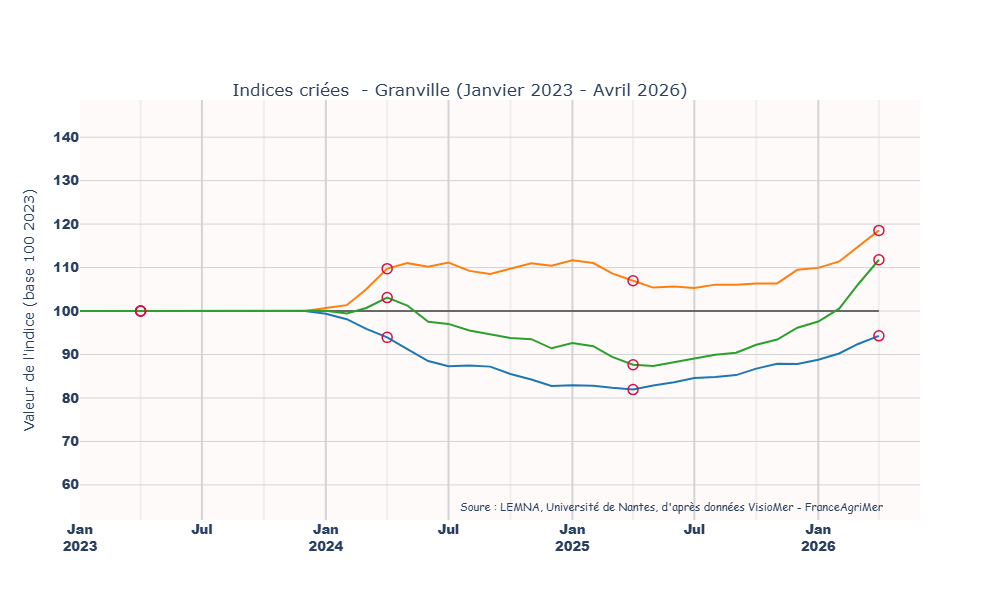 Indices criées  - Granville (Janvier 2023 - Avril 2026)
Valeur de l'indice (base 100 2023)
140
130
120
110
100
90
80
70
60
Soure : LEMNA, Université de Nantes, d'après données VisioMer - FranceAgriMer
Jan Jul Jan Jul Jan Jul Jan
2023 2024 2025 2026